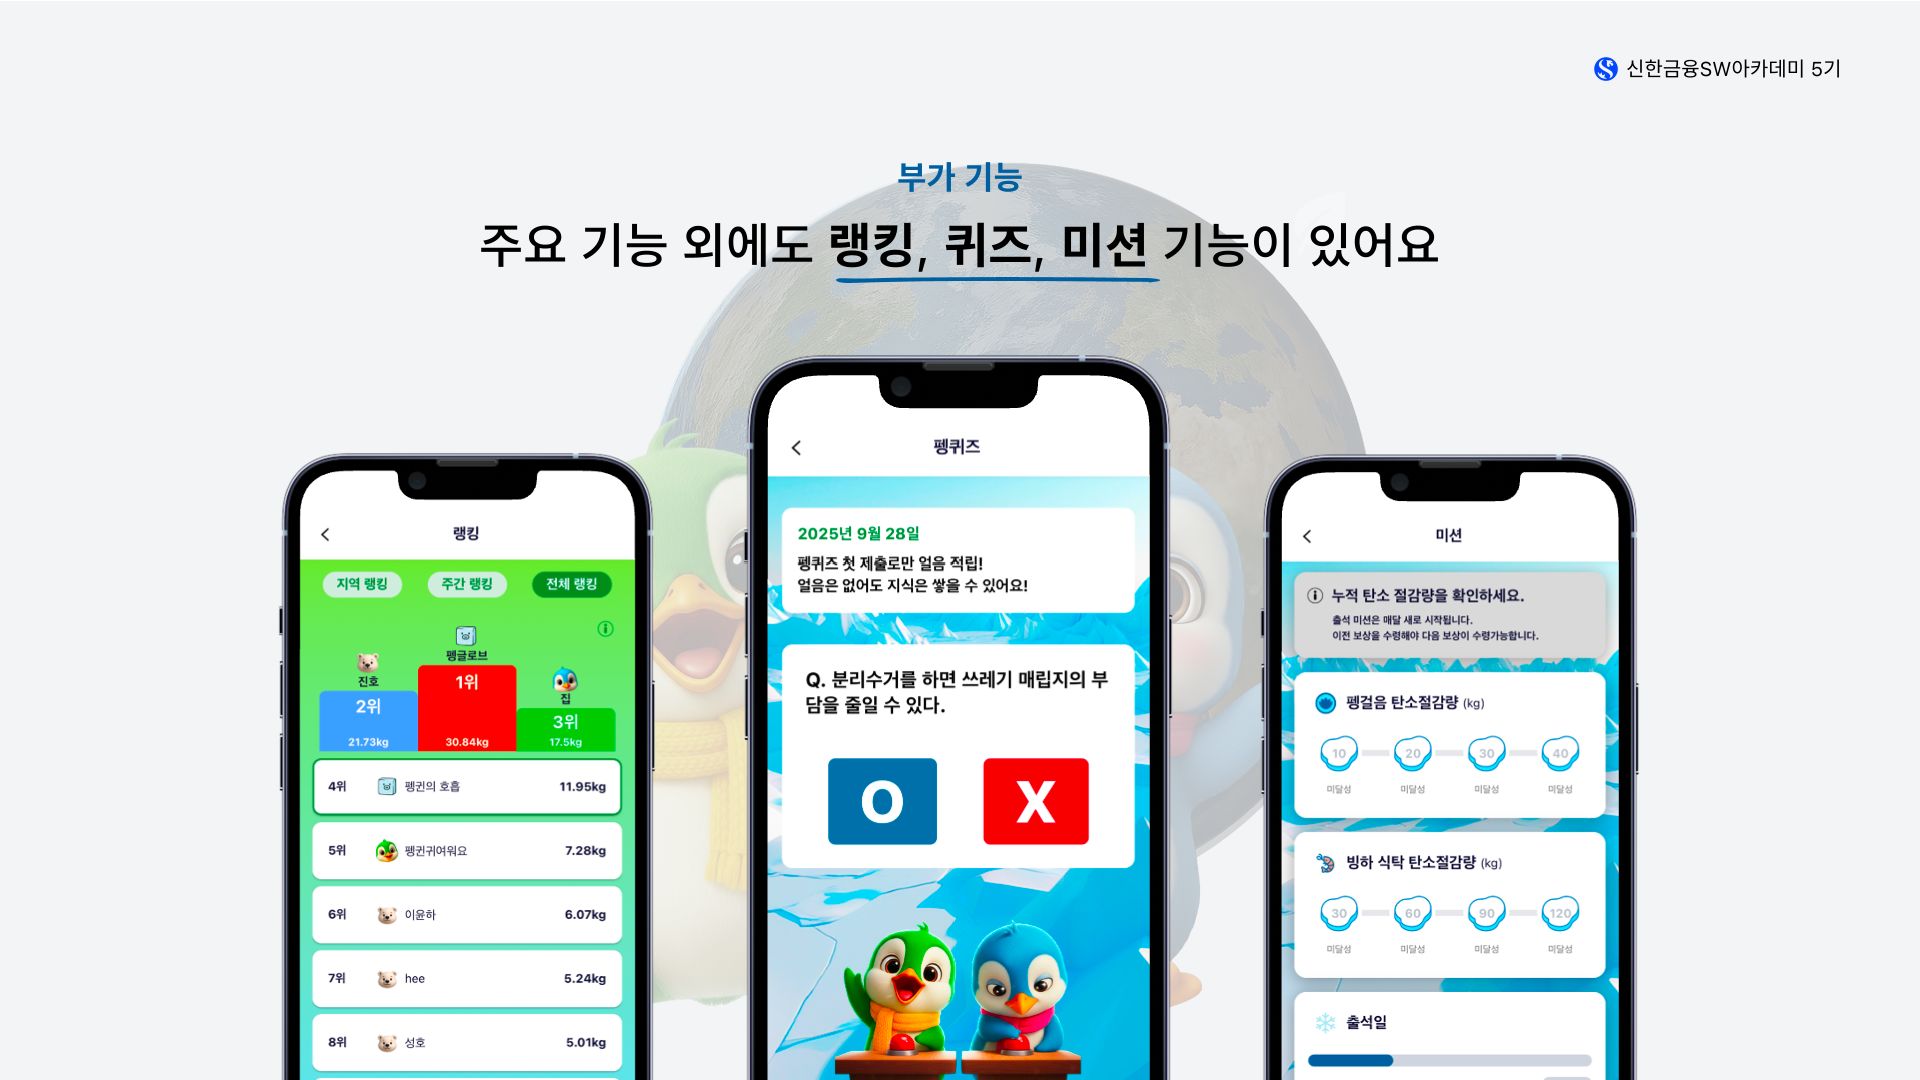 신한금융SW아카데미 5기
부가 기능
주요 기능 외에도 랭킹, 퀴즈, 미션 기능이 있어요
랭킹
지역 랭킹
주간 랭킹
전체 랭킹
펭글로브
진호
집
1위
2위
3위
21.73kg
30.84kg
17.5kg
4위 펭귄의 호흡 11.95kg
5위 펭귄귀여워요 7.28kg
6위 이윤하 6.07kg
7위 hee 5.24kg
8위 성호 5.01kg
펭퀴즈
2025년 9월 28일
펭퀴즈 첫 제출로만 얼음 적립!
얼음은 없어도 지식은 쌓을 수 있어요!
Q. 분리수거를 하면 쓰레기 매립지의 부
담을 줄일 수 있다.
O
X
미션
누적 탄소 절감량을 확인하세요.
출석 미션은 매달 새로 시작됩니다.
이전 보상을 수령해야 다음 보상이 수령가능합니다.
펭걸음 탄소절감량 (kg)
10 20 30 40
미달성 미달성 미달성 미달성
빙하 식탁 탄소절감량 (kg)
30 60 90 120
미달성 미달성 미달성 미달성
출석일